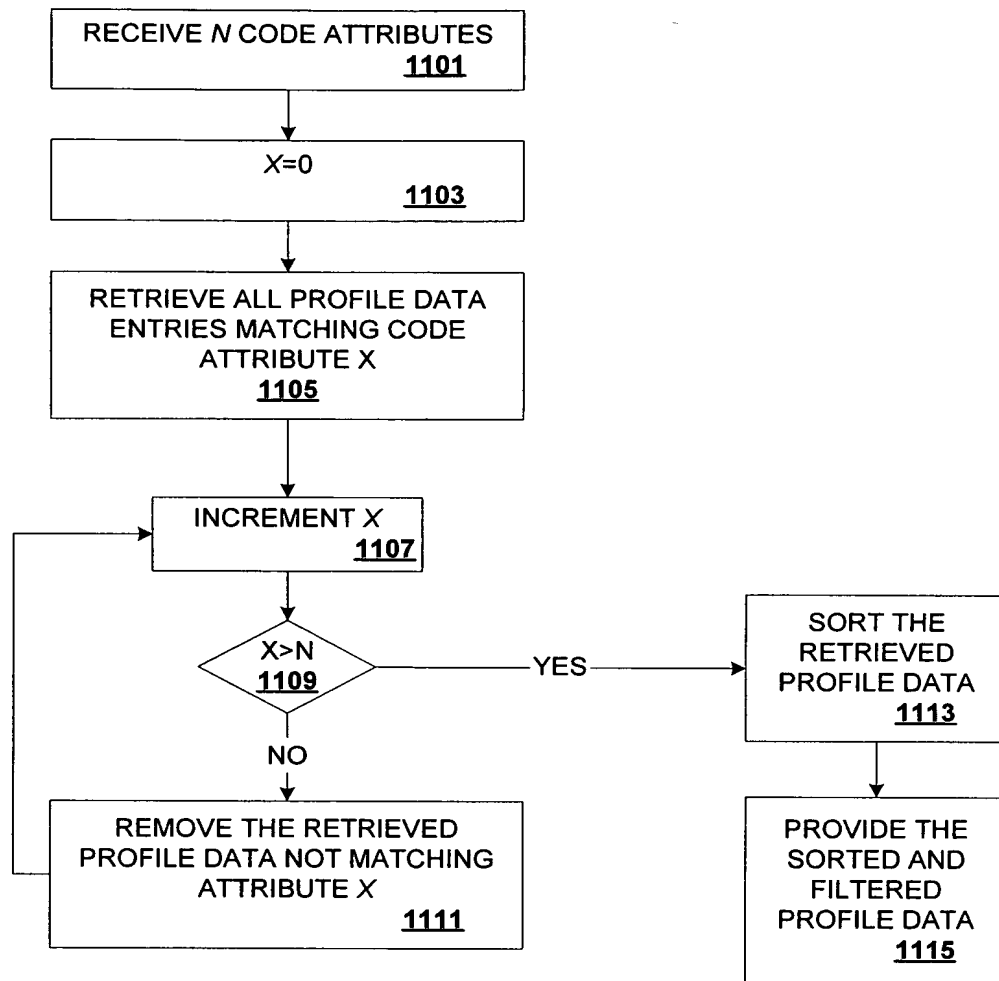 RECEIVE N CODE ATTRIBUTES
1101
X=0
1103
RETRIEVE ALL PROFILE DATA
ENTRIES MATCHING CODE
ATTRIBUTE X
1105
INCREMENT X
1107
X>N
1109
YES
NO
REMOVE THE RETRIEVED
PROFILE DATA NOT MATCHING
ATTRIBUTE X
1111
SORT THE
RETRIEVED
PROFILE DATA
1113
PROVIDE THE
SORTED AND
FILTERED
PROFILE DATA
1115